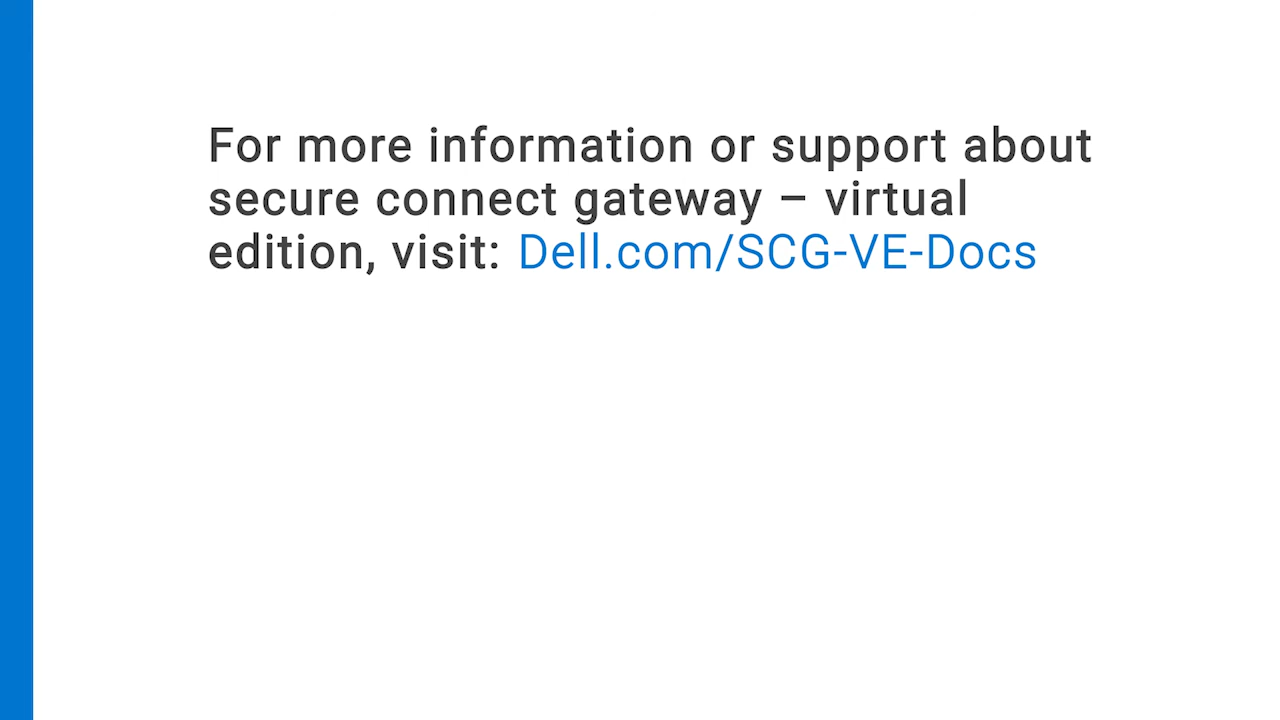 For more information or support about
secure connect gateway – virtual
edition, visit: Dell.com/SCG-VE-Docs